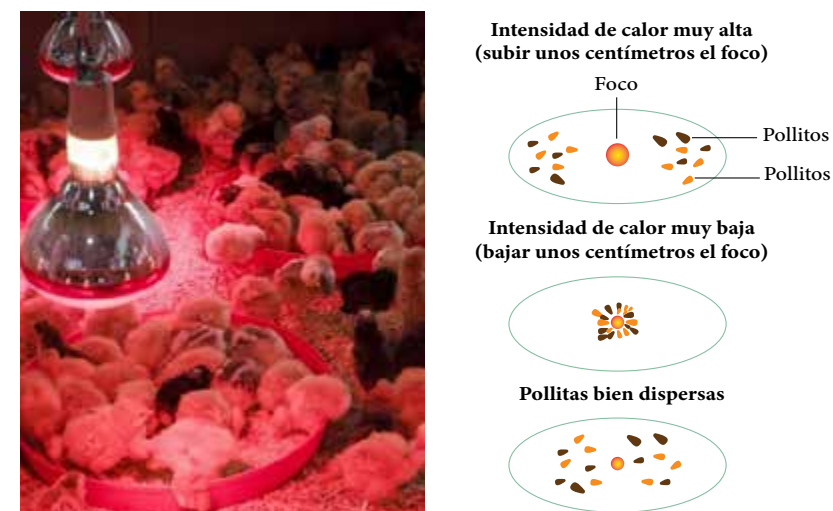 Intensidad de calor muy alta
(subir unos centímetros el foco)
Foco
Pollitos
Pollitos
Intensidad de calor muy baja
(bajar unos centímetros el foco)
Pollitas bien dispersas